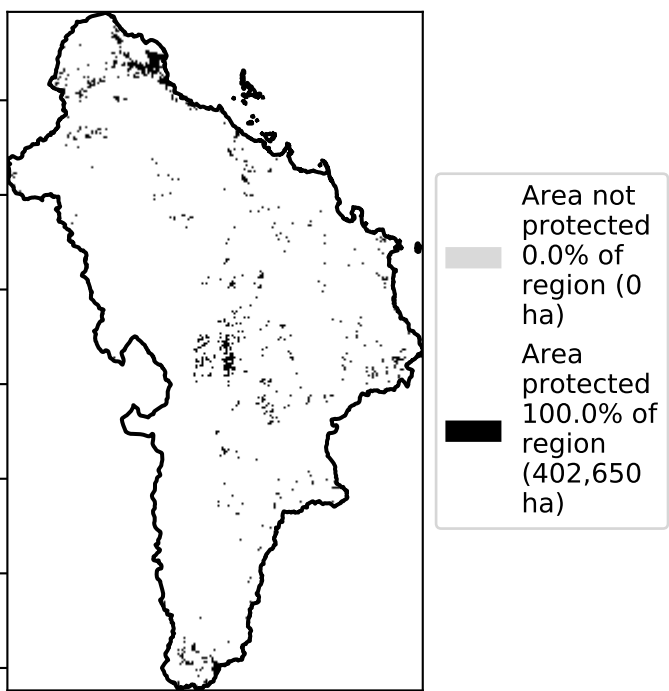 Area not
protected
0.0% of
region (0
ha)
Area
protected
100.0% of
region
(402,650
ha)